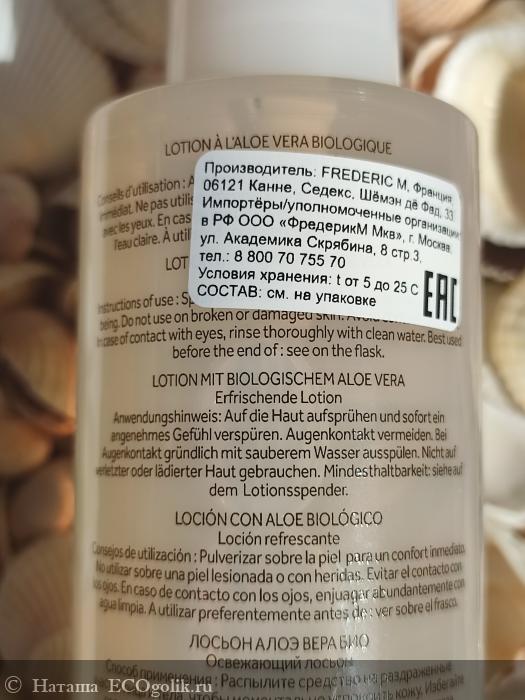 LOTION À L'ALOE VERA BIOLOGIQUE
Conseils d'utilisation : A
immédiat. Ne pas utilis
avec les yeux. En cas
l'eau claire. À util
LOT
Производитель: FREDERIC M, Франция
06121 Канне, Седекс, Шёмэн дё Фад, 33
Импортёры/уполномоченные организации
в РФ ООО «ФредерикМ Мкв», г. Москва,
ул. Академика Скрябина, 8 стр 3,
тел.: 8 800 70 755 70
Условия хранения: t от 5 до 25 С
СОСТАВ: см. на упаковке
EAC
Instructions of use : Sp
being. Do not use on broken or damaged skin. Avoid
In case of contact with eyes, rinse thoroughly with clean water. Best used
before the end of : see on the flask.
LOTION MIT BIOLOGISCHEM ALOE VERA
Erfrischende Lotion
Anwendungshinweis: Auf die Haut aufsprühen und sofort ein
angenehmes Gefühl verspüren. Augenkontakt vermeiden. Bei
Augenkontakt gründlich mit sauberem Wasser ausspülen. Nicht auf
verletzter oder lädierter Haut gebrauchen. Mindesthaltbarkeit: siehe auf
dem Lotionsspender.
LOCIÓN CON ALOE BIOLÓGICO
Loción refrescante
Consejos de utilización : Pulverizar sobre la piel para un confort inmediato.
No utilizar sobre una piel lesionada o con heridas. Evitar el contacto con
los ojos. En caso de contacto con los ojos, enjuagar abundantemente con
agua limpia. A utilizar preferentemente antes de : ver sobre el frasco.
ЛОСЬОН АЛОЭ ВЕРА БИО
Освежающий лосьон
Способ применения : Распылите средство на раздраженные
кожу. Избегайте
© Наташа ECOgolik.ru